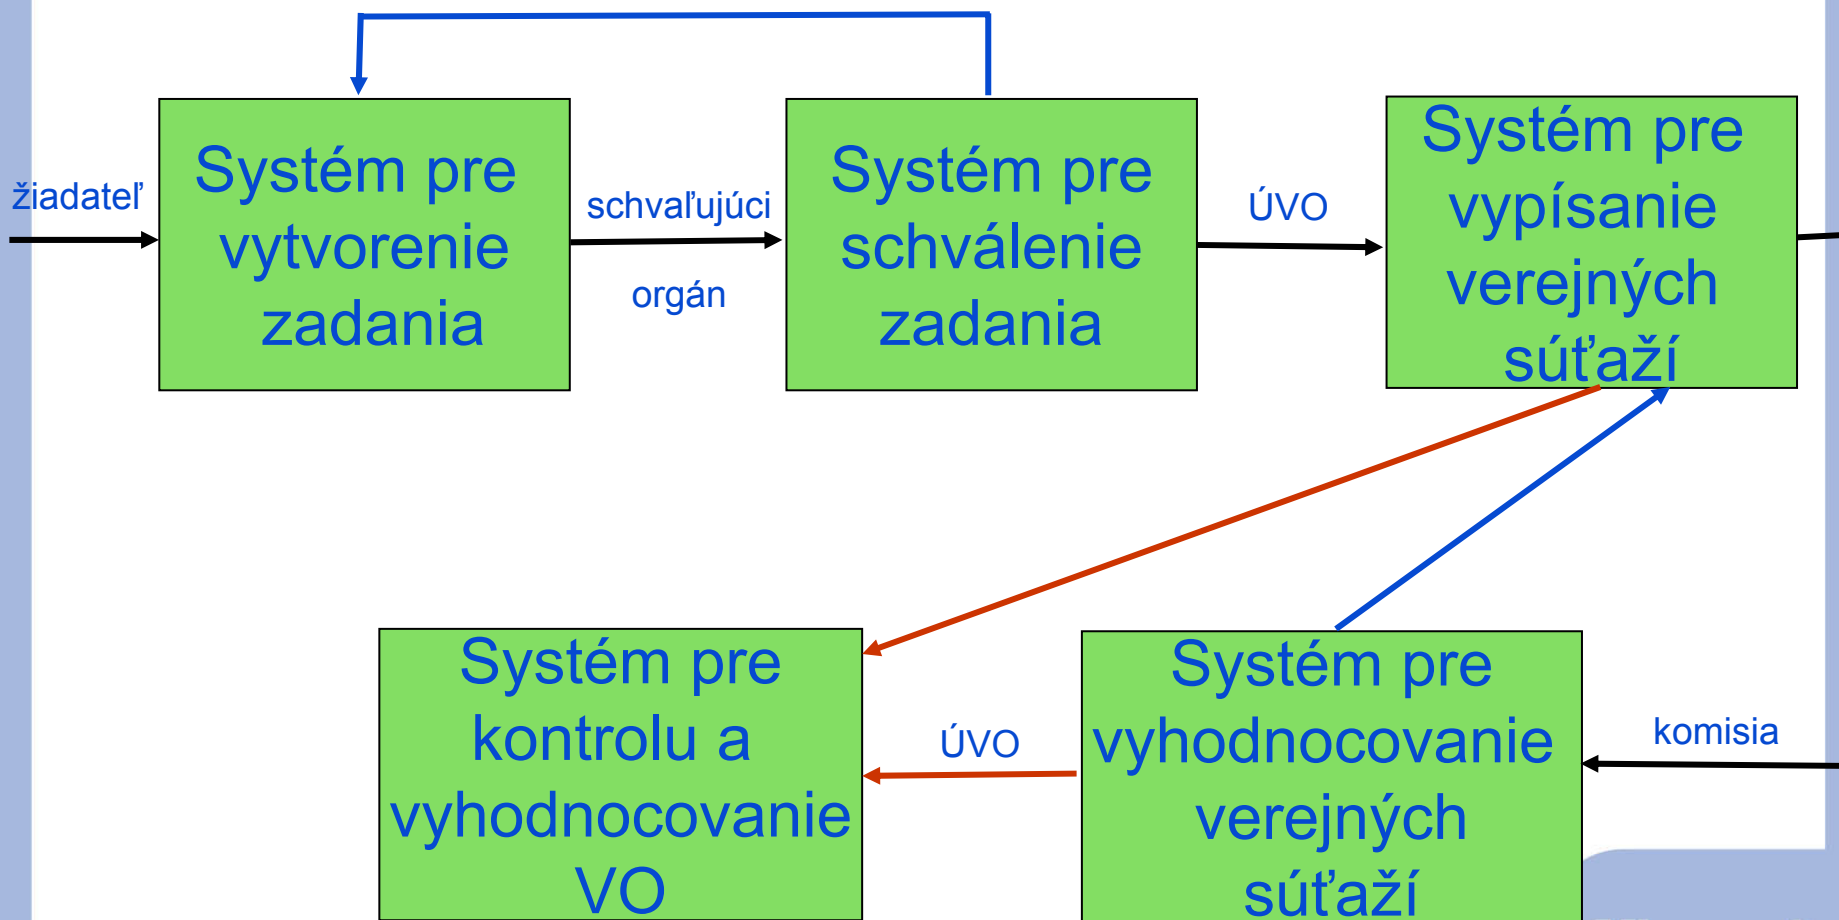 žiadateľ
Systém pre
vytvorenie
zadania
schvaľujúci
orgán
Systém pre
schválenie
zadania
ÚVO
Systém pre
vypísanie
verejných
súťaží
Systém pre
kontrolu a
vyhodnocovanie
VO
ÚVO
Systém pre
vyhodnocovanie
verejných
súťaží
komisia